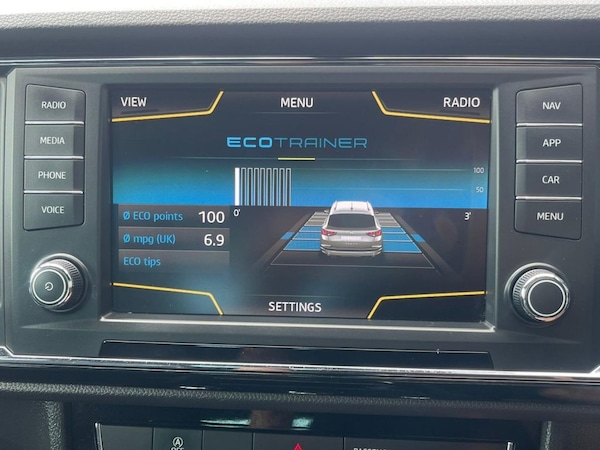 RADIO
MEDIA
PHONE
VOICE
VIEW MENU RADIO
ECOTRAINER
100
50
0' 3'
Ø ECO points 100
Ø mpg (UK) 6.9
ECO tips
SETTINGS
NAV
APP
CAR
MENU
A
OFF